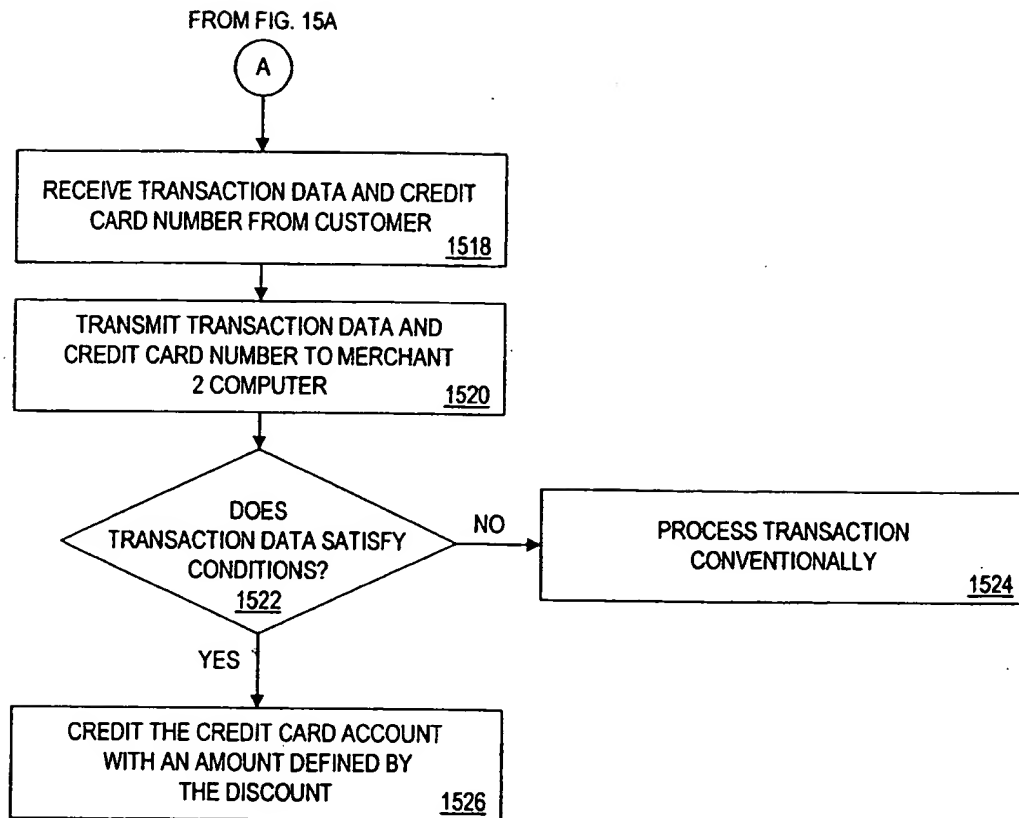 FROM FIG. 15A
A
RECEIVE TRANSACTION DATA AND CREDIT
CARD NUMBER FROM CUSTOMER
1518
TRANSMIT TRANSACTION DATA AND
CREDIT CARD NUMBER TO MERCHANT
2 COMPUTER
1520
DOES
TRANSACTION DATA SATISFY
CONDITIONS?
1522
NO
PROCESS TRANSACTION
CONVENTIONALLY
1524
YES
CREDIT THE CREDIT CARD ACCOUNT
WITH AN AMOUNT DEFINED BY
THE DISCOUNT
1526